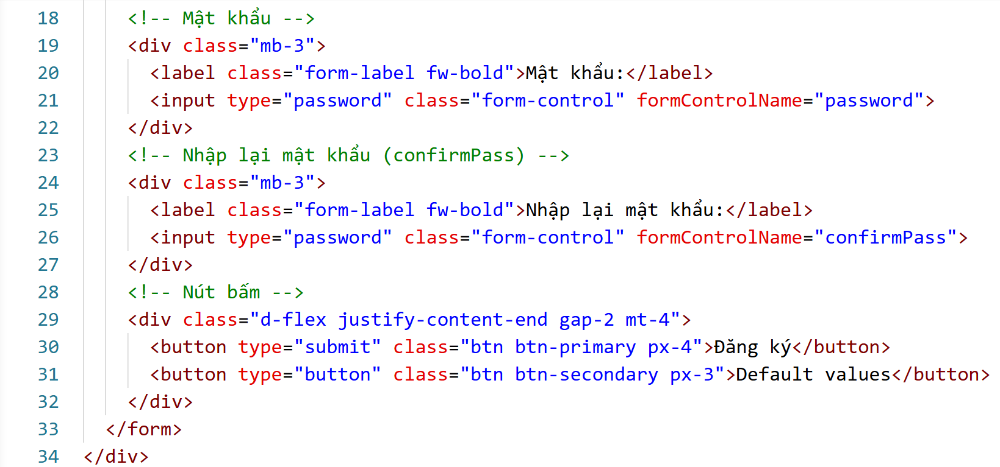 18 <!-- Mật khẩu -->
19 <div class="mb-3">
20 <label class="form-label fw-bold">Mật khẩu:</label>
21 <input type="password" class="form-control" formControlName="password">
22 </div>
23 <!-- Nhập lại mật khẩu (confirmPass) -->
24 <div class="mb-3">
25 <label class="form-label fw-bold">Nhập lại mật khẩu:</label>
26 <input type="password" class="form-control" formControlName="confirmPass">
27 </div>
28 <!-- Nút bấm -->
29 <div class="d-flex justify-content-end gap-2 mt-4">
30 <button type="submit" class="btn btn-primary px-4">Đăng ký</button>
31 <button type="button" class="btn btn-secondary px-3">Default values</button>
32 </div>
33 </form>
34 </div>